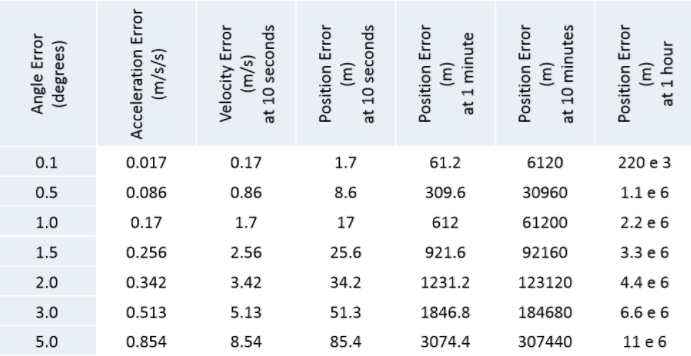 Angle Error (degrees) Acceleration Error (m/s/s) Velocity Error (m/s) at 10 seconds Position Error (m) at 10 seconds Position Error (m) at 1 minute Position Error (m) at 10 minutes Position Error (m) at 1 hour
0.1 0.017 0.17 1.7 61.2 6120 220 e 3
0.5 0.086 0.86 8.6 309.6 30960 1.1 e 6
1.0 0.17 1.7 17 612 61200 2.2 e 6
1.5 0.256 2.56 25.6 921.6 92160 3.3 e 6
2.0 0.342 3.42 34.2 1231.2 123120 4.4 e 6
3.0 0.513 5.13 51.3 1846.8 184680 6.6 e 6
5.0 0.854 8.54 85.4 3074.4 307440 11 e 6